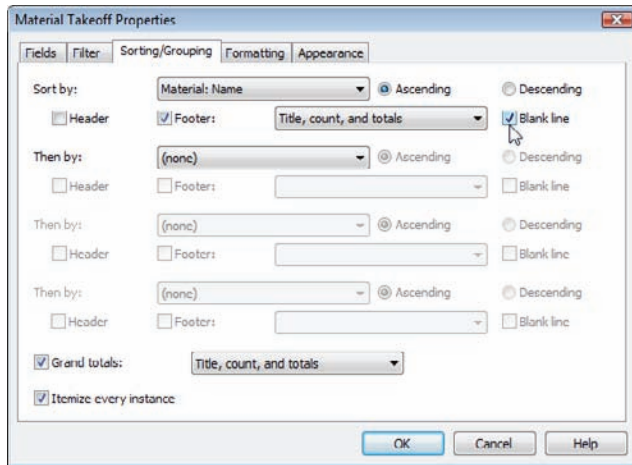 Material Takeoff Properties
Fields Filter Sorting/Grouping Formatting Appearance
Sort by: Material: Name Ascending Descending
Header Footer: Title, count, and totals Blank line
Then by: (none) Ascending Descending
Header Footer: Blank line
Then by: (none) Ascending Descending
Header Footer: Blank line
Then by: (none) Ascending Descending
Header Footer: Blank line
Grand totals: Title, count, and totals
Itemize every instance
OK Cancel Help